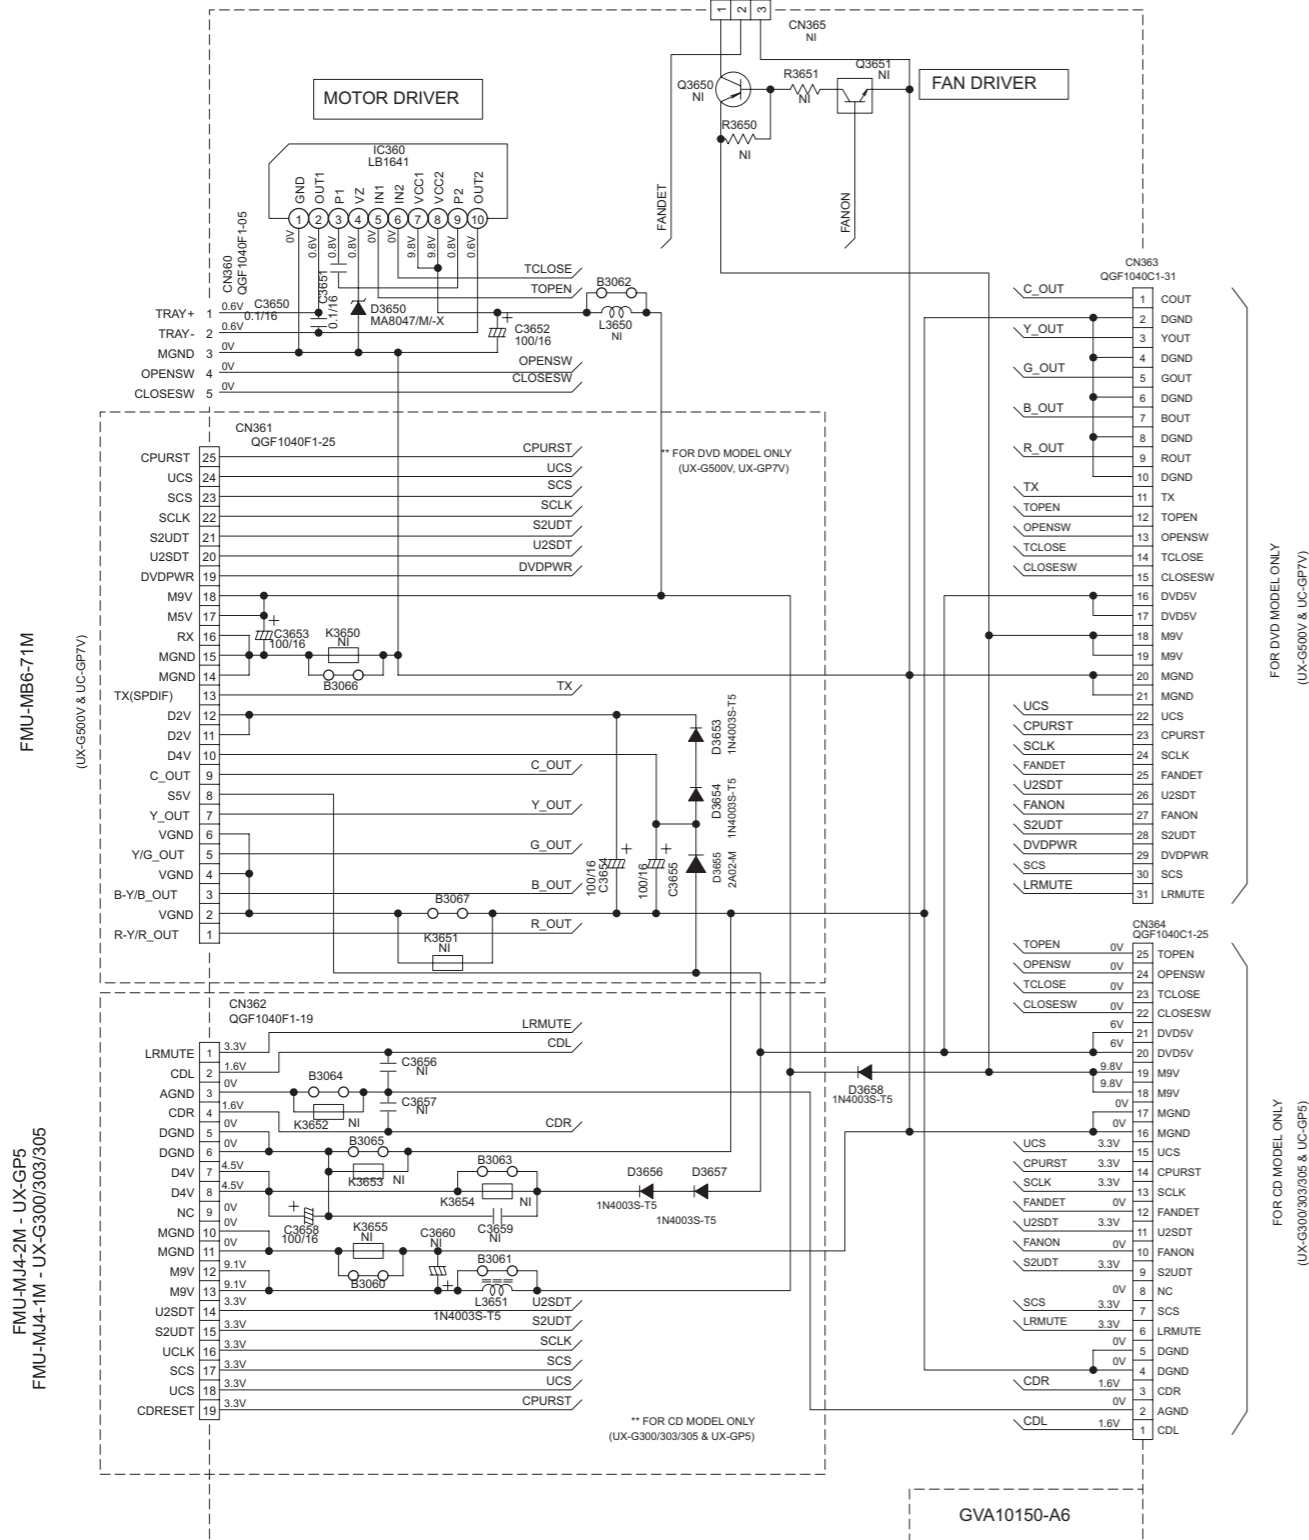 1 2 3
CN365
NI
MOTOR DRIVER
Q3650
NI
R3651
NI
Q3651
NI
FAN DRIVER
R3650
NI
FANDET
FANON
IC360
LB1641
GND
OUT1
P1
VZ
IN1
IN2
VCC1
VCC2
P2
OUT2
1 2 3 4 5 6 7 8 9 10
0V 0.6V 0.8V 0.8V 0V 0V 9.8V 9.8V 0.8V 0.6V
CN360
QGF1040F1-05
C3650
0.1/16
C3651
0.1/16
D3650
MA8047/M/-X
TCLOSE
TOPEN
B3062
L3650
NI
C3652
100/16
+
TRAY+ 1 0.6V
TRAY- 2 0.6V
MGND 3 0V
OPENSW 4 0V OPENSW
CLOSESW 5 0V CLOSESW
CN361
QGF1040F1-25
** FOR DVD MODEL ONLY
(UX-G500V, UX-GP7V)
CPURST 25 CPURST
UCS 24 UCS
SCS 23 SCS
SCLK 22 SCLK
S2UDT 21 S2UDT
U2SDT 20 U2SDT
DVDPWR 19 DVDPWR
M9V 18
M5V 17
RX 16
MGND 15
MGND 14
TX(SPDIF) 13 TX
D2V 12
D2V 11
D4V 10
C_OUT 9 C_OUT
S5V 8
Y_OUT 7 Y_OUT
VGND 6
Y/G_OUT 5 G_OUT
VGND 4
B-Y/B_OUT 3 B_OUT
VGND 2
R-Y/R_OUT 1 R_OUT
+
C3653
100/16
K3650
NI
B3066
D3653
1N4003S-T5
D3654
1N4003S-T5
D3655
2A02-M
100/16
C3654
+
100/16
C3655
+
B3067
K3651
NI
FMU-MB6-71M
(UX-G500V & UC-GP7V)
CN362
QGF1040F1-19
LRMUTE 1 3.3V LRMUTE
CDL 2 1.6V CDL
AGND 3 0V
CDR 4 1.6V CDR
DGND 5 0V
DGND 6 0V
D4V 7 4.5V
D4V 8 4.5V
NC 9 0V
MGND 10 0V
MGND 11 0V
M9V 12 9.1V
M9V 13 9.1V
U2SDT 14 3.3V U2SDT
S2UDT 15 3.3V S2UDT
UCLK 16 3.3V SCLK
SCS 17 3.3V SCS
UCS 18 3.3V UCS
CDRESET 19 3.3V CPURST
C3656
NI
B3064
K3652
NI
C3657
NI
B3065
K3653
NI
B3063
K3654
NI
D3656
1N4003S-T5
D3657
1N4003S-T5
+
C3658
100/16
C3659
NI
K3655
NI
B3060
C3660
NI
+
B3061
L3651
1N4003S-T5
** FOR CD MODEL ONLY
(UX-G300/303/305 & UX-GP5)
FMU-MJ4-2M - UX-GP5
FMU-MJ4-1M - UX-G300/303/305
D3658
1N4003S-T5
CN363
QGF1040C1-31
C_OUT 1 COUT
2 DGND
Y_OUT 3 YOUT
4 DGND
G_OUT 5 GOUT
6 DGND
B_OUT 7 BOUT
8 DGND
R_OUT 9 ROUT
10 DGND
TX 11 TX
TOPEN 12 TOPEN
OPENSW 13 OPENSW
TCLOSE 14 TCLOSE
CLOSESW 15 CLOSESW
16 DVD5V
17 DVD5V
18 M9V
19 M9V
20 MGND
21 MGND
UCS 22 UCS
CPURST 23 CPURST
SCLK 24 SCLK
FANDET 25 FANDET
U2SDT 26 U2SDT
FANON 27 FANON
S2UDT 28 S2UDT
DVDPWR 29 DVDPWR
SCS 30 SCS
LRMUTE 31 LRMUTE
FOR DVD MODEL ONLY
(UX-G500V & UC-GP7V)
CN364
QGF1040C1-25
TOPEN 0V 25 TOPEN
OPENSW 0V 24 OPENSW
TCLOSE 0V 23 TCLOSE
CLOSESW 0V 22 CLOSESW
6V 21 DVD5V
6V 20 DVD5V
9.8V 19 M9V
9.8V 18 M9V
0V 17 MGND
0V 16 MGND
UCS 3.3V 15 UCS
CPURST 3.3V 14 CPURST
SCLK 3.3V 13 SCLK
FANDET 0V 12 FANDET
U2SDT 3.3V 11 U2SDT
FANON 0V 10 FANON
S2UDT 3.3V 9 S2UDT
0V 8 NC
SCS 3.3V 7 SCS
LRMUTE 3.3V 6 LRMUTE
0V 5 DGND
0V 4 DGND
CDR 1.6V 3 CDR
0V 2 AGND
CDL 1.6V 1 CDL
FOR CD MODEL ONLY
(UX-G300/303/305 & UC-GP5)
GVA10150-A6